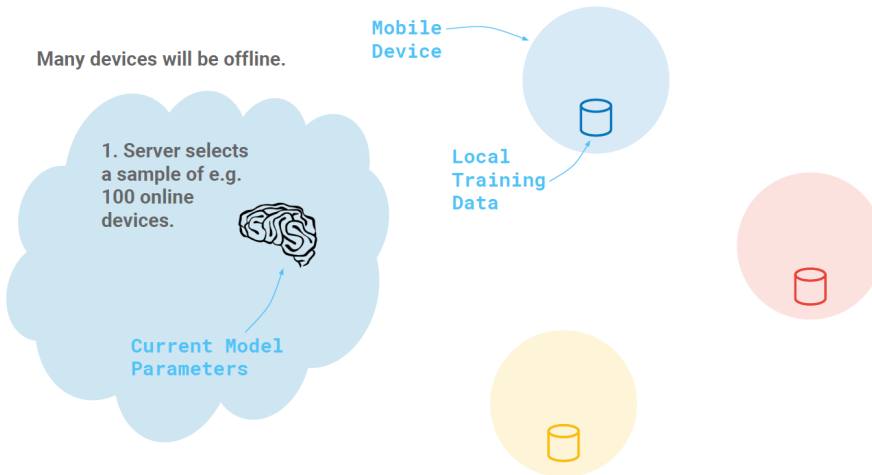 Many devices will be offline.
1. Server selects
a sample of e.g.
100 online
devices.
Current Model
Parameters
Mobile
Device
Local
Training
Data